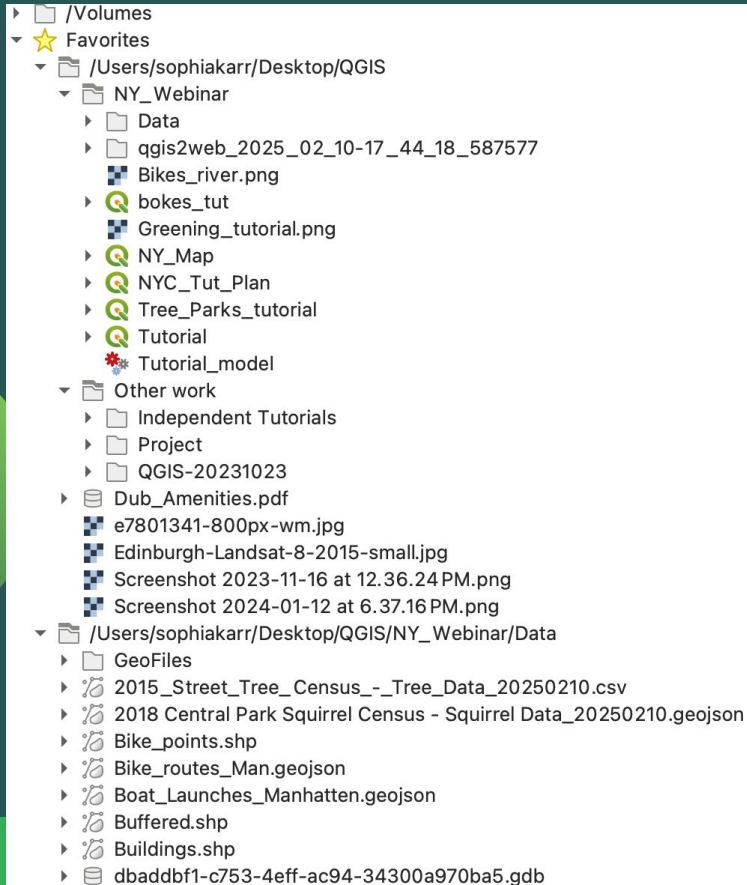 /Volumes
Favorites
/Users/sophiakarr/Desktop/QGIS
NY_Webinar
Data
qgis2web_2025_02_10-17_44_18_587577
Bikes_river.png
bokes_tut
Greening_tutorial.png
NY_Map
NYC_Tut_Plan
Tree_Parks_tutorial
Tutorial
Tutorial_model
Other work
Independent Tutorials
Project
QGIS-20231023
Dub_Amenities.pdf
e7801341-800px-wm.jpg
Edinburgh-Landsat-8-2015-small.jpg
Screenshot 2023-11-16 at 12.36.24 PM.png
Screenshot 2024-01-12 at 6.37.16 PM.png
/Users/sophiakarr/Desktop/QGIS/NY_Webinar/Data
GeoFiles
2015_Street_Tree_Census_-_Tree_Data_20250210.csv
2018 Central Park Squirrel Census - Squirrel Data_20250210.geojson
Bike_points.shp
Bike_routes_Man.geojson
Boat_Launches_Manhatten.geojson
Buffered.shp
Buildings.shp
dbaddbf1-c753-4eff-ac94-34300a970ba5.gdb